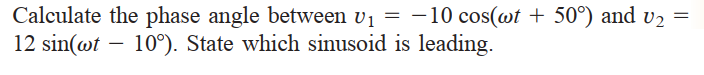 Calculate the phase angle between v₁ = −10 cos(ωt + 50°) and v₂ =
12 sin(ωt − 10°). State which sinusoid is leading.